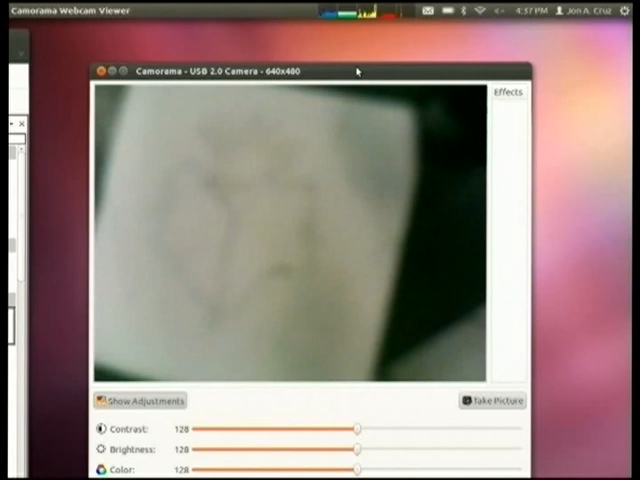 Camorama Webcam Viewer
4:37 PM Jon A. Cruz
Camorama - USB 2.0 Camera - 640x480
Effects
Show Adjustments
Take Picture
Contrast: 128
Brightness: 128
Color: 128